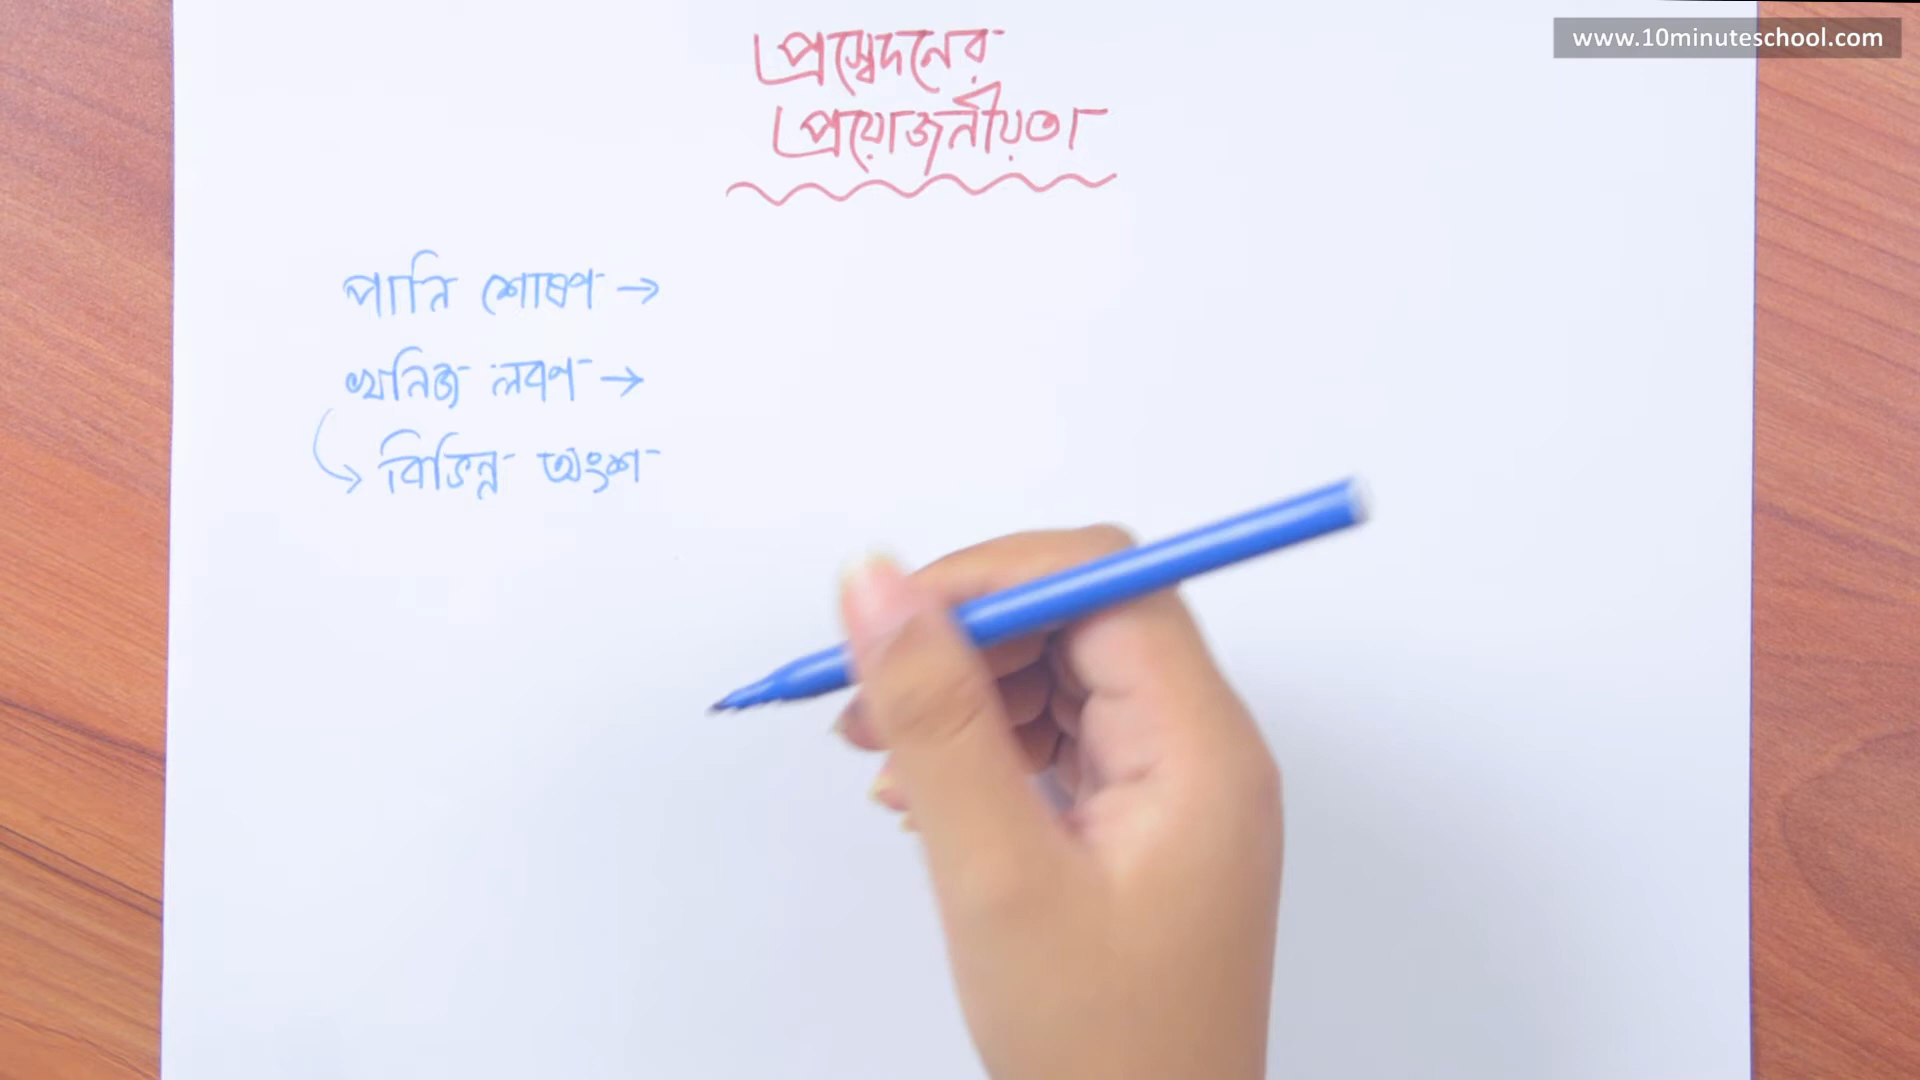 www.10minuteschool.com
প্রস্বেদনের
প্রয়োজনীয়তা
পানি শোষণ →
খনিজ লবণ →
→ বিভিন্ন অংশ